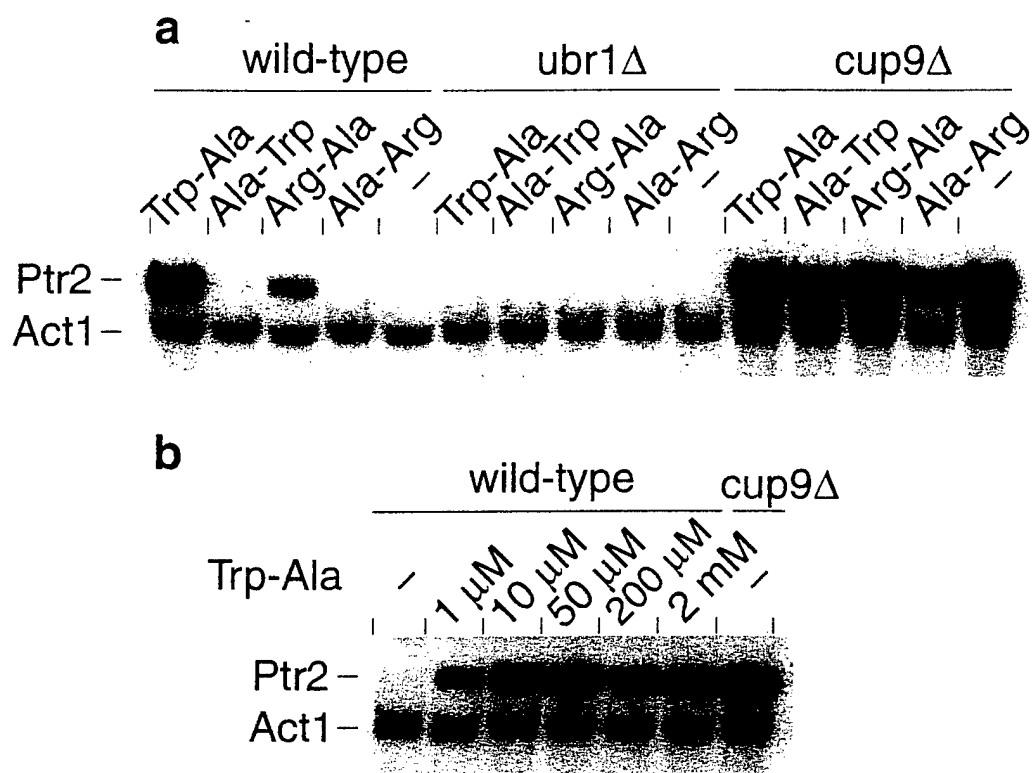 a
wild-type ubr1Δ cup9Δ
Trp-Ala Ala-Trp Arg-Ala Ala-Arg – Trp-Ala Ala-Trp Arg-Ala Ala-Arg – Trp-Ala Ala-Trp Arg-Ala Ala-Arg –
Ptr2 –
Act1 –
b
wild-type cup9Δ
Trp-Ala – 1 μM 10 μM 50 μM 200 μM 2 mM –
Ptr2 –
Act1 –